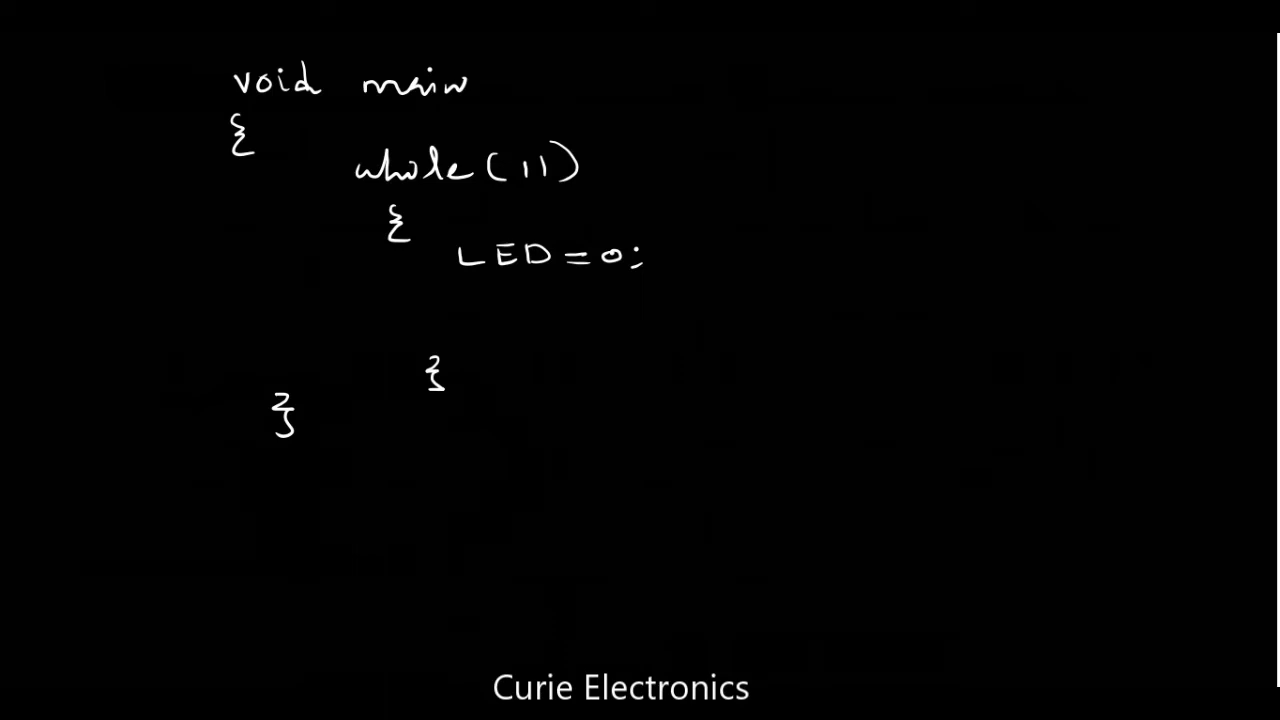 void main
{
whole(11)
{
LED=0;
}
}
Curie Electronics